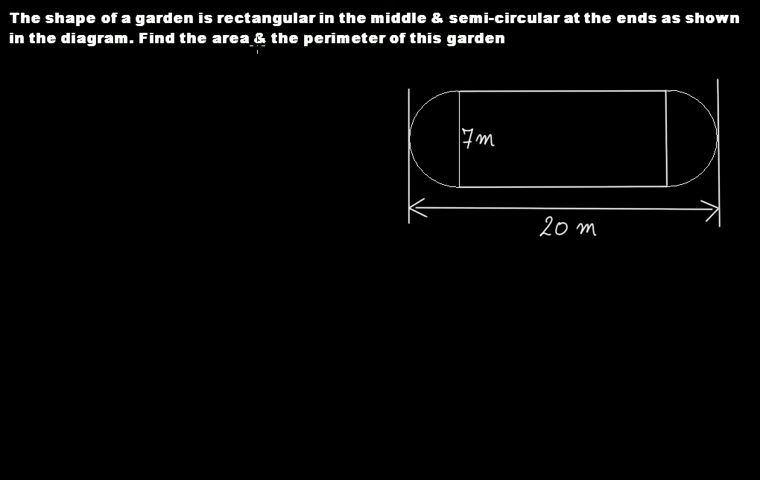 The shape of a garden is rectangular in the middle & semi-circular at the ends as shown
in the diagram. Find the area & the perimeter of this garden
7m
20 m